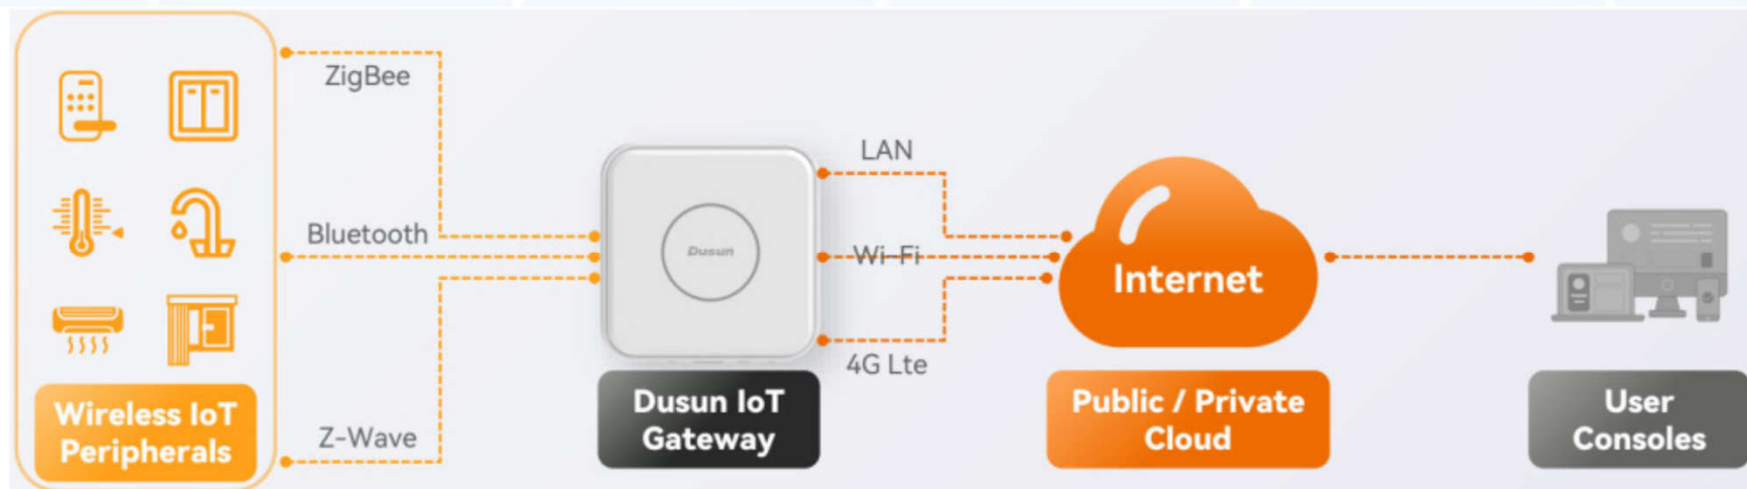 ZigBee
Bluetooth
Z-Wave
Wireless IoT
Peripherals
Dusun
Dusun IoT
Gateway
LAN
Wi-Fi
4G Lte
Internet
Public / Private
Cloud
User
Consoles